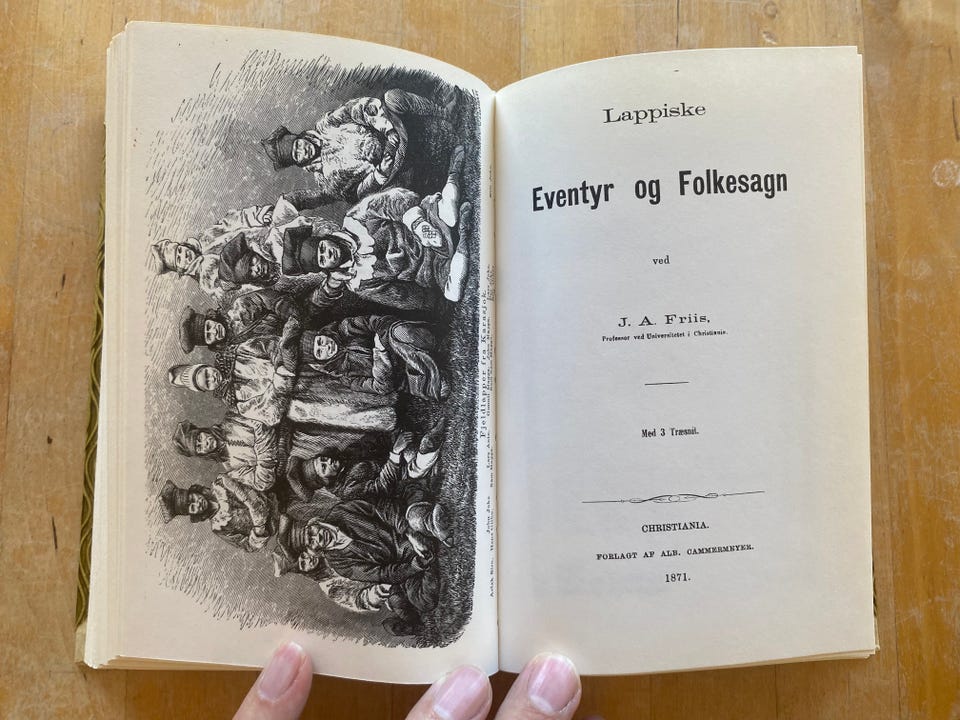 Fjeldlapper fra Karasjok.
Lappiske
Eventyr og Folkesagn
ved
J. A. Friis,
Professor ved Universitetet i Christiania.
Med 3 Træsnit.
CHRISTIANIA.
FORLAGT AF ALB. CAMMERMEYER.
1871.